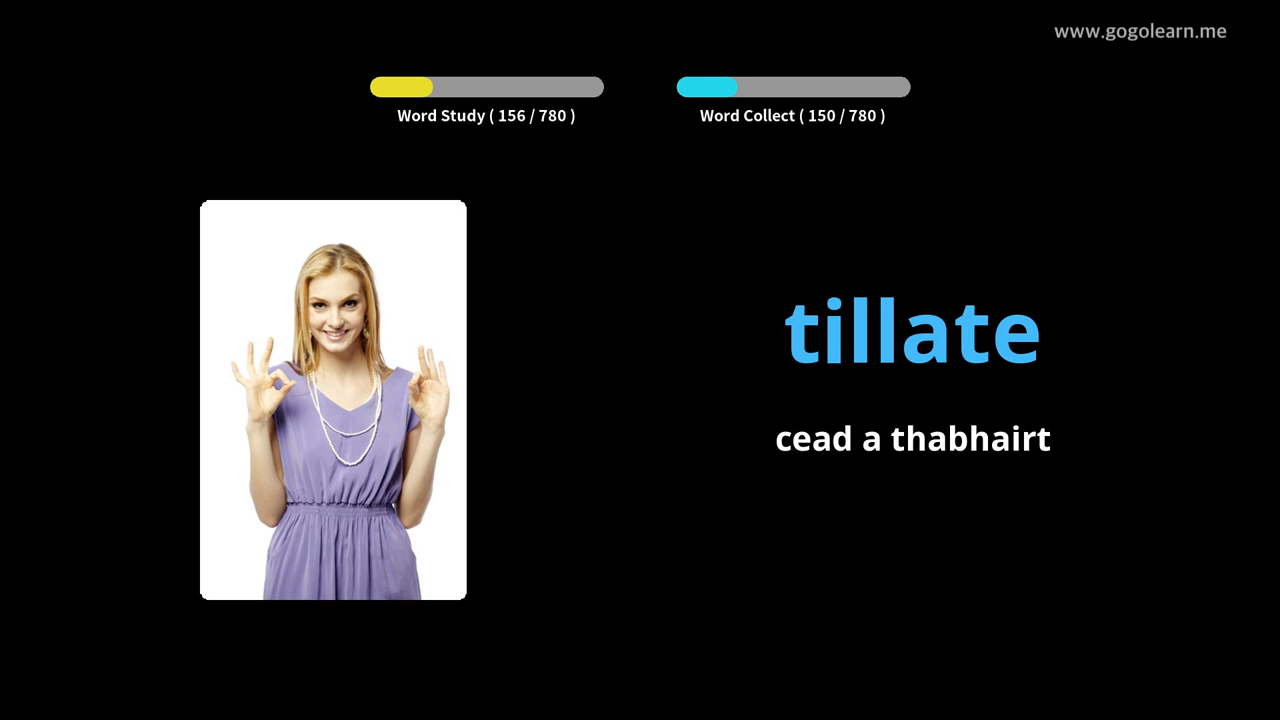 www.gogolearn.me
Word Study ( 156 / 780 )
Word Collect ( 150 / 780 )
tillate
cead a thabhairt